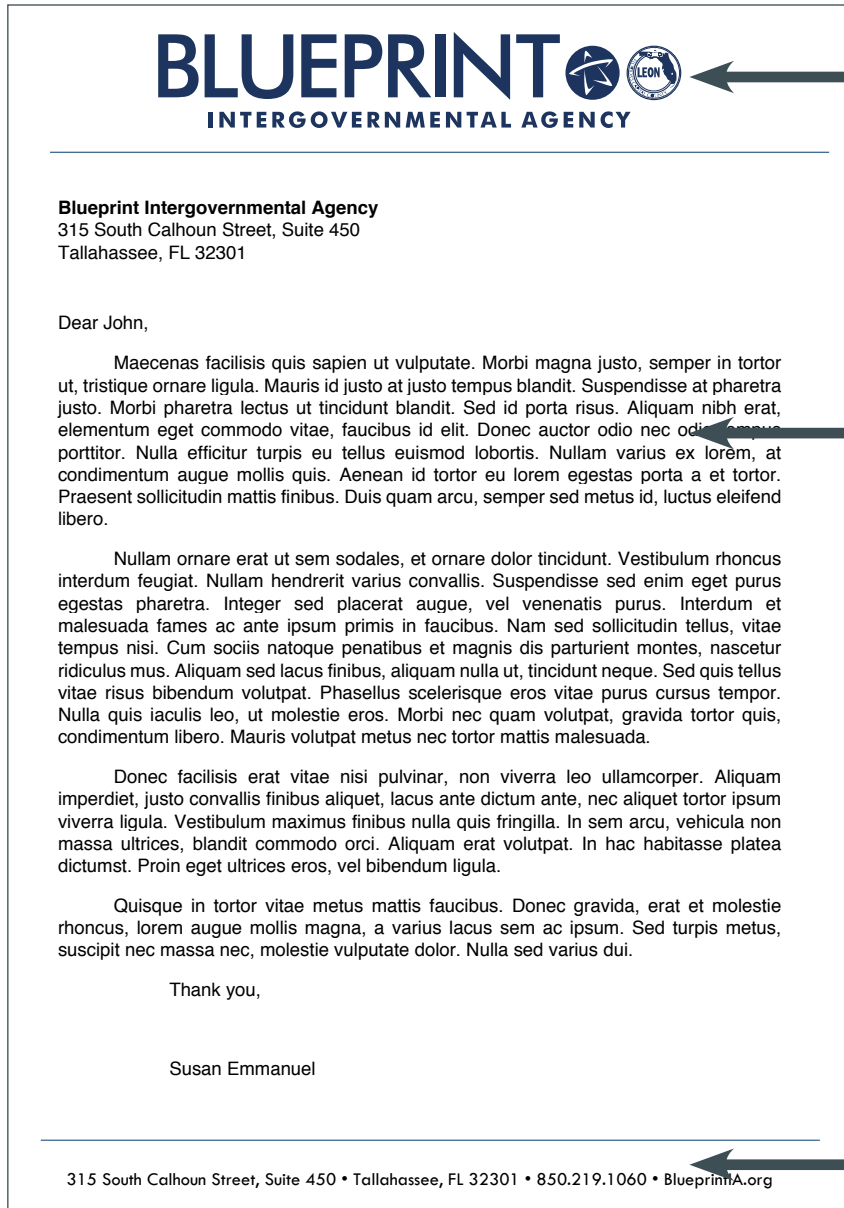 BLUEPRINT
LEON
INTERGOVERNMENTAL AGENCY
Blueprint Intergovernmental Agency
315 South Calhoun Street, Suite 450
Tallahassee, FL 32301
Dear John,
Maecenas facilisis quis sapien ut vulputate. Morbi magna justo, semper in tortor
ut, tristique ornare ligula. Mauris id justo at justo tempus blandit. Suspendisse at pharetra
justo. Morbi pharetra lectus ut tincidunt blandit. Sed id porta risus. Aliquam nibh erat,
elementum eget commodo vitae, faucibus id elit. Donec auctor odio nec odio tempus
porttitor. Nulla efficitur turpis eu tellus euismod lobortis. Nullam varius ex lorem, at
condimentum augue mollis quis. Aenean id tortor eu lorem egestas porta a et tortor.
Praesent sollicitudin mattis finibus. Duis quam arcu, semper sed metus id, luctus eleifend
libero.
Nullam ornare erat ut sem sodales, et ornare dolor tincidunt. Vestibulum rhoncus
interdum feugiat. Nullam hendrerit varius convallis. Suspendisse sed enim eget purus
egestas pharetra. Integer sed placerat augue, vel venenatis purus. Interdum et
malesuada fames ac ante ipsum primis in faucibus. Nam sed sollicitudin tellus, vitae
tempus nisi. Cum sociis natoque penatibus et magnis dis parturient montes, nascetur
ridiculus mus. Aliquam sed lacus finibus, aliquam nulla ut, tincidunt neque. Sed quis tellus
vitae risus bibendum volutpat. Phasellus scelerisque eros vitae purus cursus tempor.
Nulla quis iaculis leo, ut molestie eros. Morbi nec quam volutpat, gravida tortor quis,
condimentum libero. Mauris volutpat metus nec tortor mattis malesuada.
Donec facilisis erat vitae nisi pulvinar, non viverra leo ullamcorper. Aliquam
imperdiet, justo convallis finibus aliquet, lacus ante dictum ante, nec aliquet tortor ipsum
viverra ligula. Vestibulum maximus finibus nulla quis fringilla. In sem arcu, vehicula non
massa ultrices, blandit commodo orci. Aliquam erat volutpat. In hac habitasse platea
dictumst. Proin eget ultrices eros, vel bibendum ligula.
Quisque in tortor vitae metus mattis faucibus. Donec gravida, erat et molestie
rhoncus, lorem augue mollis magna, a varius lacus sem ac ipsum. Sed turpis metus,
suscipit nec massa nec, molestie vulputate dolor. Nulla sed varius dui.
Thank you,
Susan Emmanuel
315 South Calhoun Street, Suite 450 • Tallahassee, FL 32301 • 850.219.1060 • BlueprintIA.org